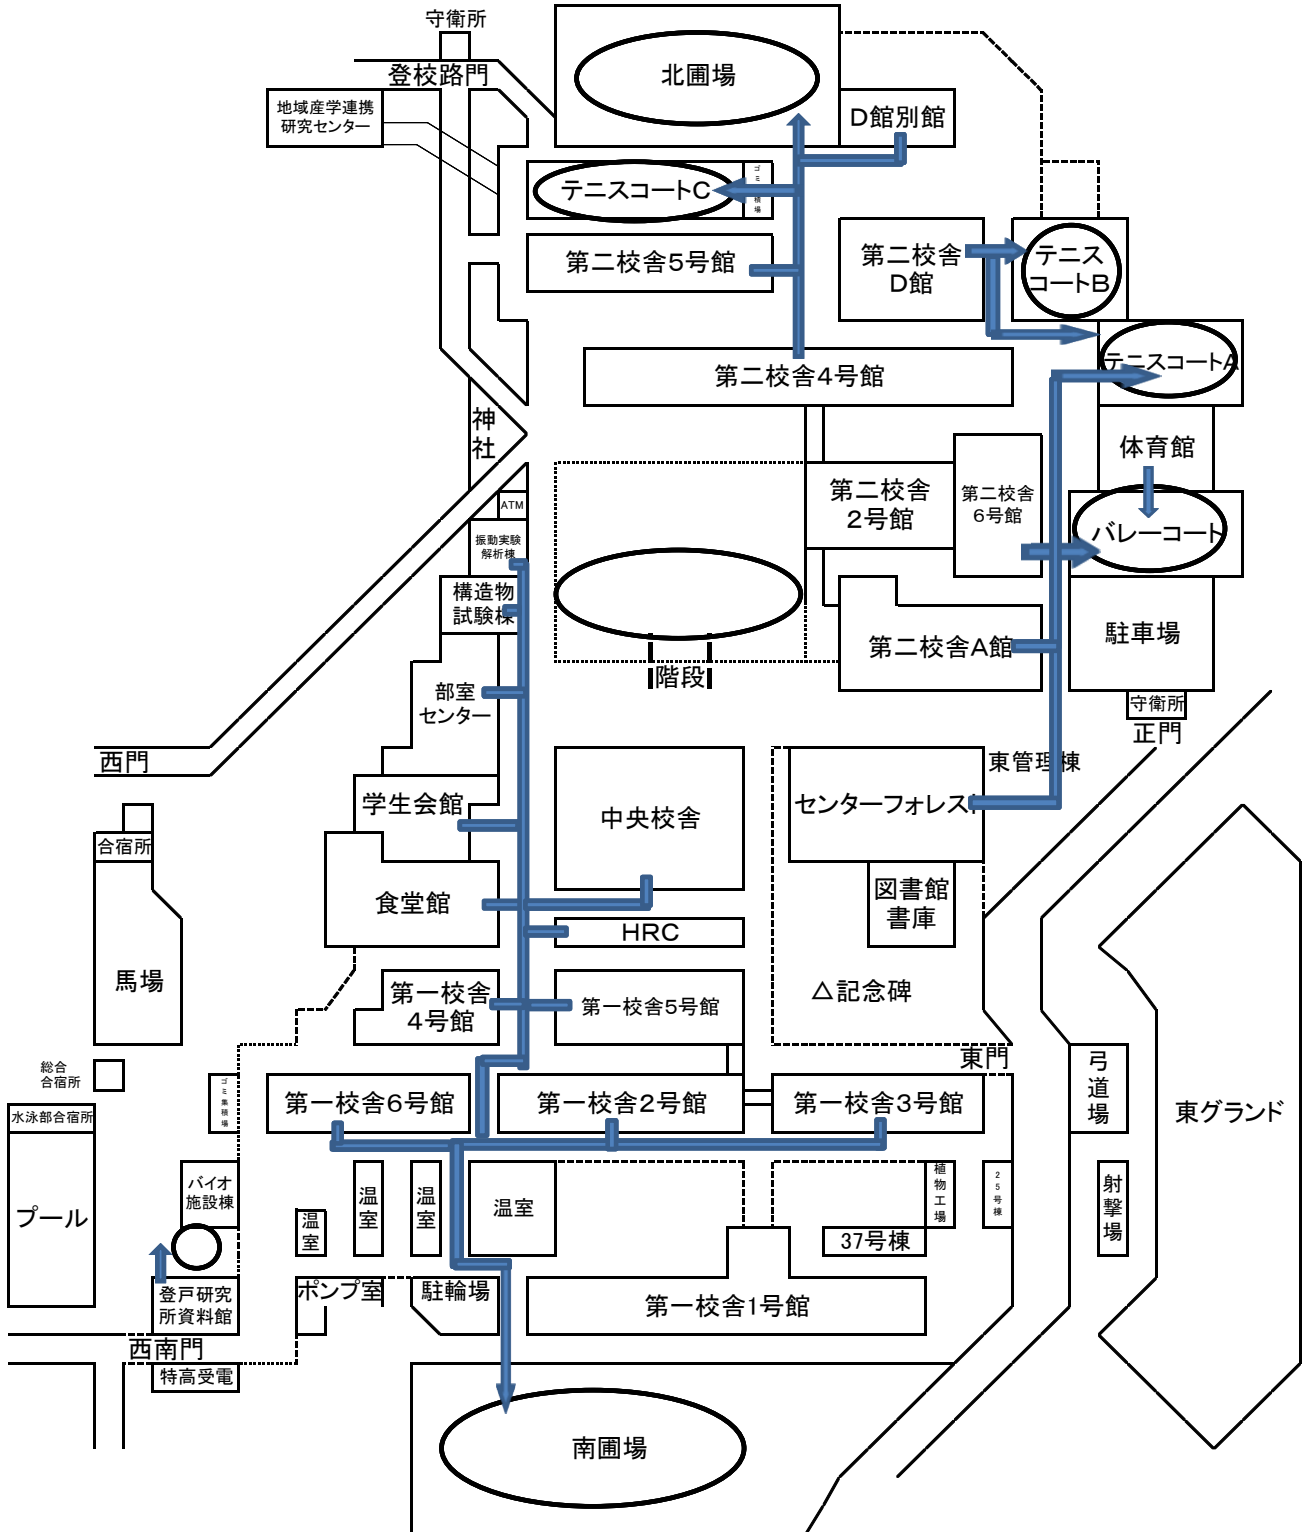 守衛所
登校路門
北圃場
地域産学連携
研究センター
D館別館
テニスコートC
ゴミ集積場
第二校舎5号館
第二校舎
D館
テニス
コートB
テニスコートA
第二校舎4号館
神
社
体育館
ATM
振動実験
解析棟
第二校舎
2号館
第二校舎
6号館
バレーコート
構造物
試験棟
第二校舎A館
駐車場
階段
部室
センター
守衛所
正門
西門
東管理棟
学生会館
中央校舎
センターフォレスト
合宿所
食堂館
図書館
書庫
HRC
馬場
第一校舎
4号館
第一校舎5号館
△記念碑
東門
総合
合宿所
ゴミ集積場
第一校舎6号館
第一校舎2号館
第一校舎3号館
弓
道
場
東グランド
水泳部合宿所
バイオ
施設棟
温
室
温
室
温室
植物工場
25号棟
射
撃
場
プール
温
室
37号棟
登戸研究
所資料館
ポンプ室
駐輪場
第一校舎1号館
西南門
特高受電
南圃場